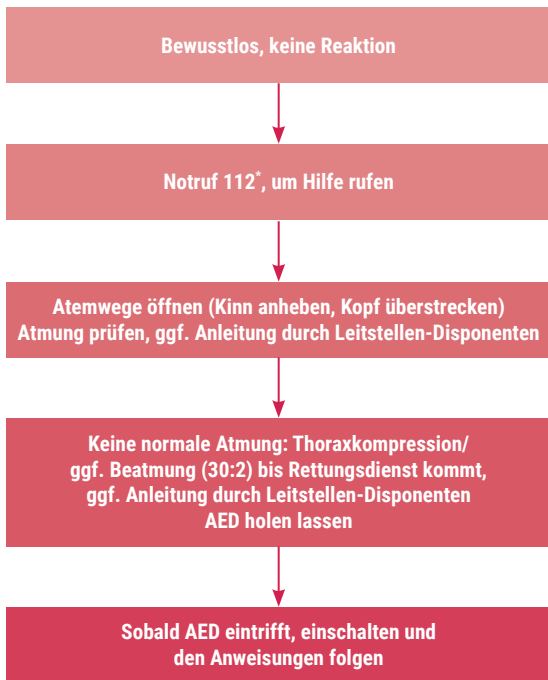 Bewusstlos, keine Reaktion
Notruf 112*, um Hilfe rufen
Atemwege öffnen (Kinn anheben, Kopf überstrecken)
Atmung prüfen, ggf. Anleitung durch Leitstellen-Disponenten
Keine normale Atmung: Thoraxkompression/
ggf. Beatmung (30:2) bis Rettungsdienst kommt,
ggf. Anleitung durch Leitstellen-Disponenten
AED holen lassen
Sobald AED eintrifft, einschalten und
den Anweisungen folgen